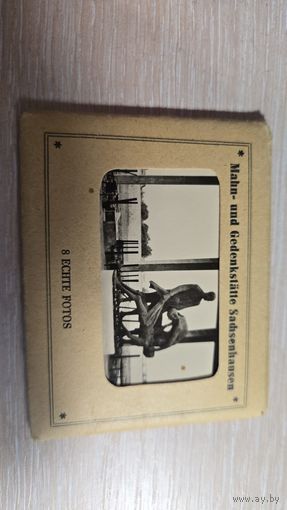 Mahn- und Gedenkstätte Sachsenhausen
8 ECHTE FOTOS
www.ay.by